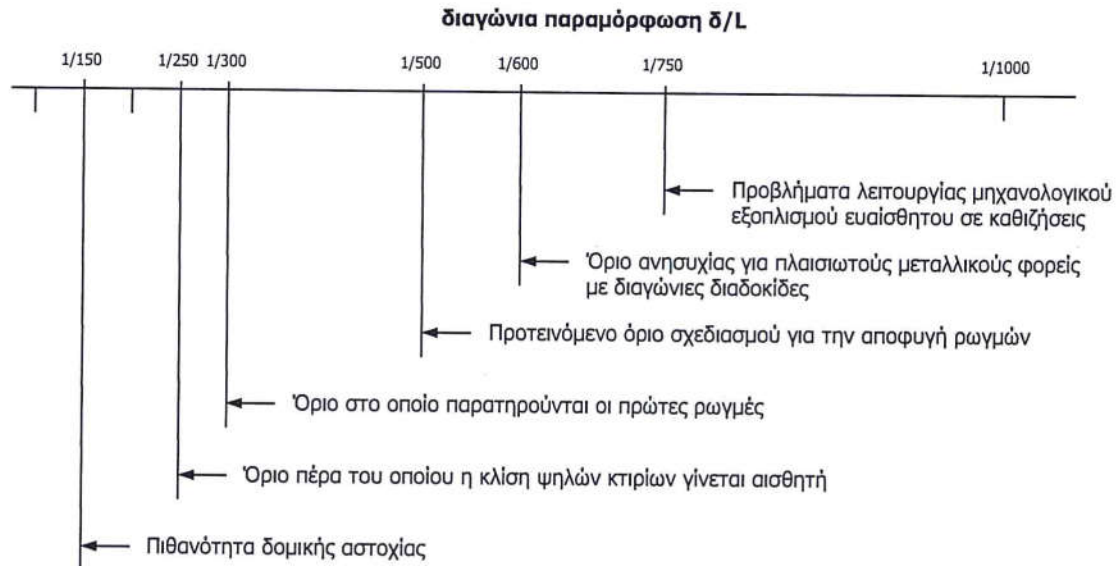 διαγώνια παραμόρφωση δ/L
1/150 1/250 1/300 1/500 1/600 1/750 1/1000
Προβλήματα λειτουργίας μηχανολογικού
εξοπλισμού ευαίσθητου σε καθιζήσεις
Όριο ανησυχίας για πλαισιωτούς μεταλλικούς φορείς
με διαγώνιες διαδοκίδες
Προτεινόμενο όριο σχεδιασμού για την αποφυγή ρωγμών
Όριο στο οποίο παρατηρούνται οι πρώτες ρωγμές
Όριο πέρα του οποίου η κλίση ψηλών κτιρίων γίνεται αισθητή
Πιθανότητα δομικής αστοχίας